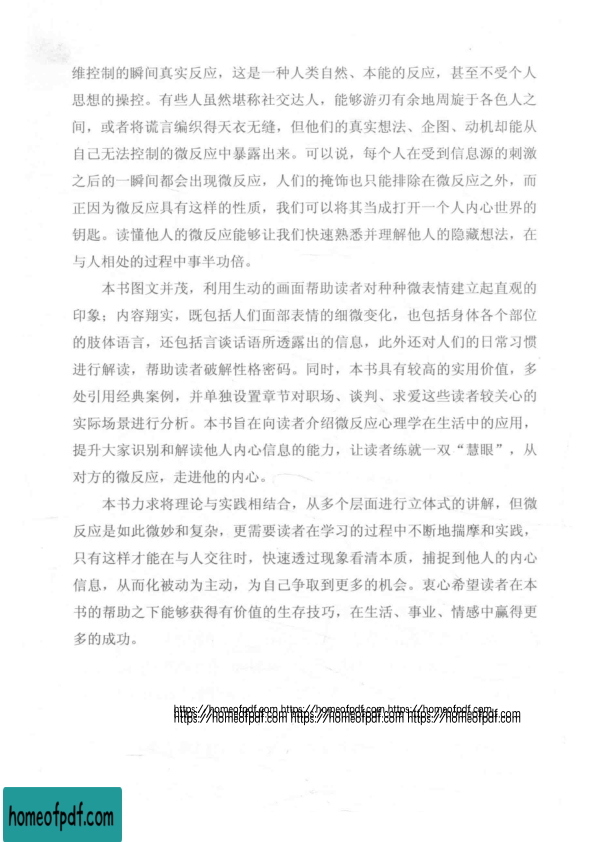 维控制的瞬间真实反应，这是一种人类自然、本能的反应，甚至不受个人
思想的操控。有些人虽然堪称社交达人，能够游刃有余地周旋于各色人之
间，或者将谎言编织得天衣无缝，但他们的真实想法、企图、动机却能从
自己无法控制的微反应中暴露出来。可以说，每个人在受到信息源的刺激
之后的一瞬间都会出现微反应，人们的掩饰也只能排除在微反应之外，而
正因为微反应具有这样的性质，我们可以将其当成打开一个人内心世界的
钥匙。读懂他人的微反应能够让我们快速熟悉并理解他人的隐藏想法，在
与人相处的过程中事半功倍。
本书图文并茂，利用生动的画面帮助读者对种种微表情建立起直观的
印象；内容翔实，既包括人们面部表情的细微变化，也包括身体各个部位
的肢体语言，还包括言谈话语所透露出的信息，此外还对人们的日常习惯
进行解读，帮助读者破解性格密码。同时，本书具有较高的实用价值，多
处引用经典案例，并单独设置章节对职场、谈判、求爱这些读者较关心的
实际场景进行分析。本书旨在向读者介绍微反应心理学在生活中的应用，
提升大家识别和解读他人内心信息的能力，让读者练就一双“慧眼”，从
对方的微反应，走进他的内心。
本书力求将理论与实践相结合，从多个层面进行立体式的讲解，但微
反应是如此微妙和复杂，更需要读者在学习的过程中不断地揣摩和实践，
只有这样才能在与人交往时，快速透过现象看清本质，捕捉到他人的内心
信息，从而化被动为主动，为自己争取到更多的机会。衷心希望读者在本
书的帮助之下能够获得有价值的生存技巧，在生活、事业、情感中赢得更
多的成功。
https://homeofpdf.com https://homeofpdf.com https://homeofpdf.com
https://homeofpdf.com https://homeofpdf.com https://homeofpdf.com
homeofpdf.com